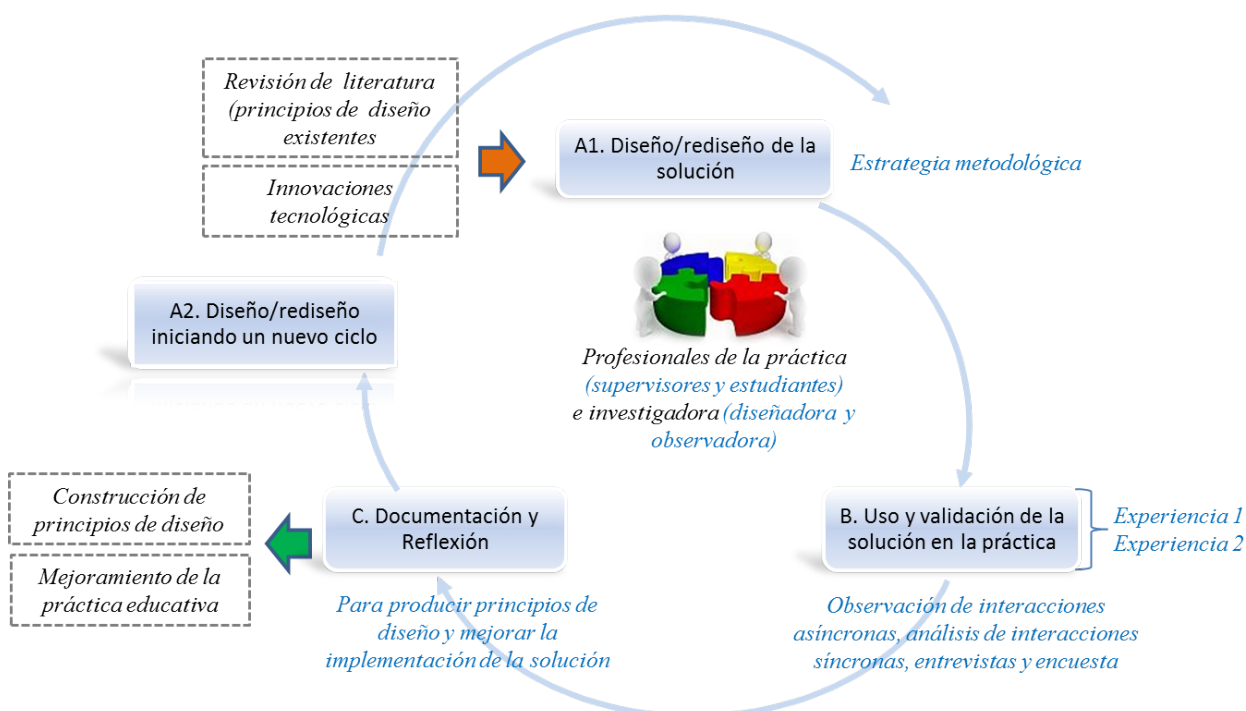 Revisión de literatura
(principios de diseño
existentes
Innovaciones
tecnológicas
A1. Diseño/rediseño de la
solución
Estrategia metodológica
A2. Diseño/rediseño
iniciando un nuevo ciclo
Profesionales de la práctica
(supervisores y estudiantes)
e investigadora (diseñadora y
observadora)
Construcción de
principios de diseño
Mejoramiento de la
práctica educativa
C. Documentación y
Reflexión
Para producir principios de
diseño y mejorar la
implementación de la solución
B. Uso y validación de la
solución en la práctica
Experiencia 1
Experiencia 2
Observación de interacciones
asíncronas, análisis de interacciones
síncronas, entrevistas y encuesta